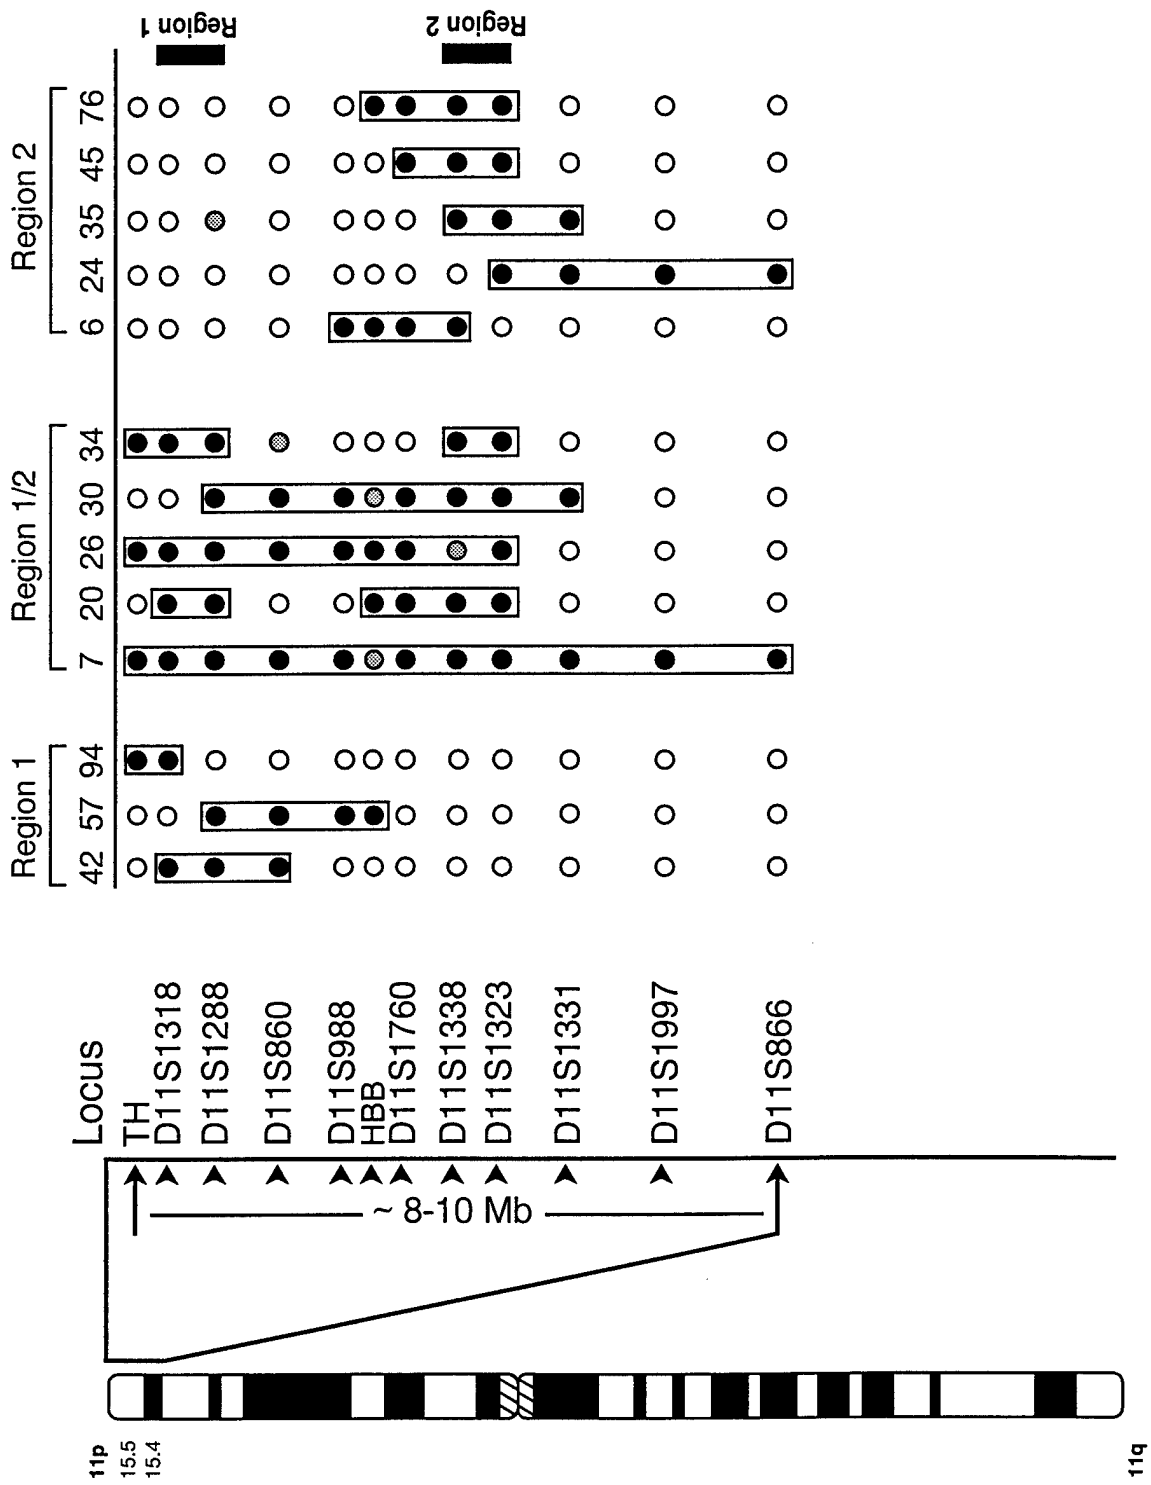 Region 1
Region 1/2
Region 2
Locus
42 57 94
7 20 26 30 34
6 24 35 45 76
TH
D11S1318
D11S1288
D11S860
D11S988
HBB
D11S1760
D11S1338
D11S1323
D11S1331
D11S1997
D11S866
~ 8-10 Mb
11p
15.5
15.4
11q
Region 1
Region 2